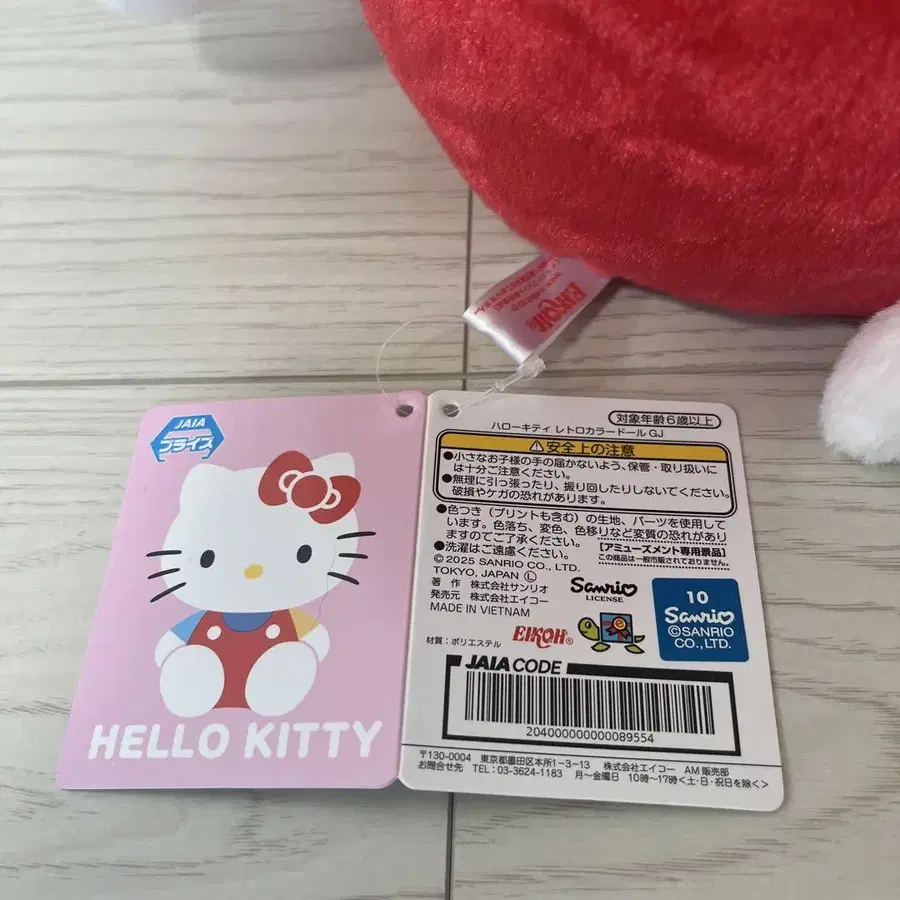 JAIA
プライズ
HELLO KITTY
EIKOH®
対象年齢6歳以上
ハローキティ レトロカラードール GJ
⚠安全上の注意
●小さなお子様の手の届かないよう、保管・取り扱いに
は十分ご注意ください。
●無理に引っ張ったり、振り回したりしないでください。
破損やケガの恐れがあります。
●色つき(プリントも含む)の生地、パーツを使用して
います。色落ち、変色、色移りなど変質の恐れがあり
ますのでご了承ください。
●洗濯はご遠慮ください。
【アミューズメント専用景品】
この商品は一般市販されておりません。
©2025 SANRIO CO., LTD.
TOKYO, JAPAN Ⓛ
著 作 株式会社サンリオ
発売元 株式会社エイコー
MADE IN VIETNAM
Sanrio
LICENSE
10
Sanrio
©SANRIO
CO.,LTD.
材質:ポリエステル
EIKOH®
e
JAIA CODE
2040000000089554
〒130-0004 東京都墨田区本所1-3-13 株式会社エイコー AM 販売部
お問合せ先 TEL:03-3624-1183 月~金曜日 10時~17時<土・日・祝日を除く>